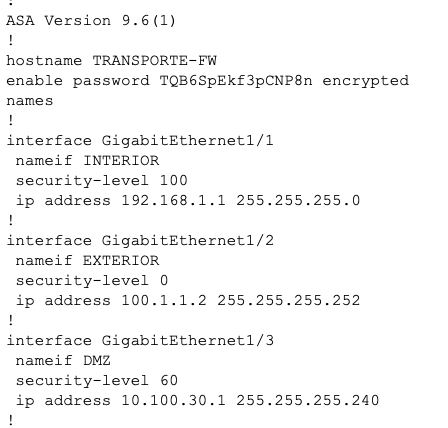 !
ASA Version 9.6(1)
!
hostname TRANSPORTE-FW
enable password TQB6SpEkf3pCNP8n encrypted
names
!
interface GigabitEthernet1/1
 nameif INTERIOR
 security-level 100
 ip address 192.168.1.1 255.255.255.0
!
interface GigabitEthernet1/2
 nameif EXTERIOR
 security-level 0
 ip address 100.1.1.2 255.255.255.252
!
interface GigabitEthernet1/3
 nameif DMZ
 security-level 60
 ip address 10.100.30.1 255.255.255.240
!